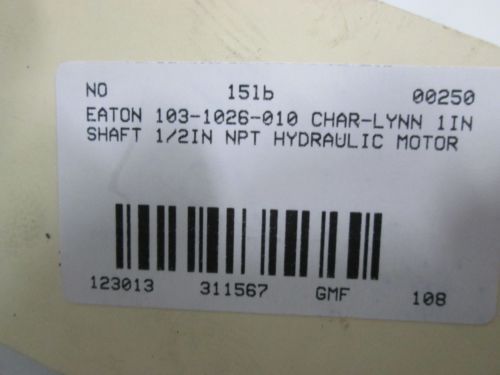 NO 15lb 00250
EATON 103-1026-010 CHAR-LYNN 1IN
SHAFT 1/2IN NPT HYDRAULIC MOTOR
123013 311567 GMF 108